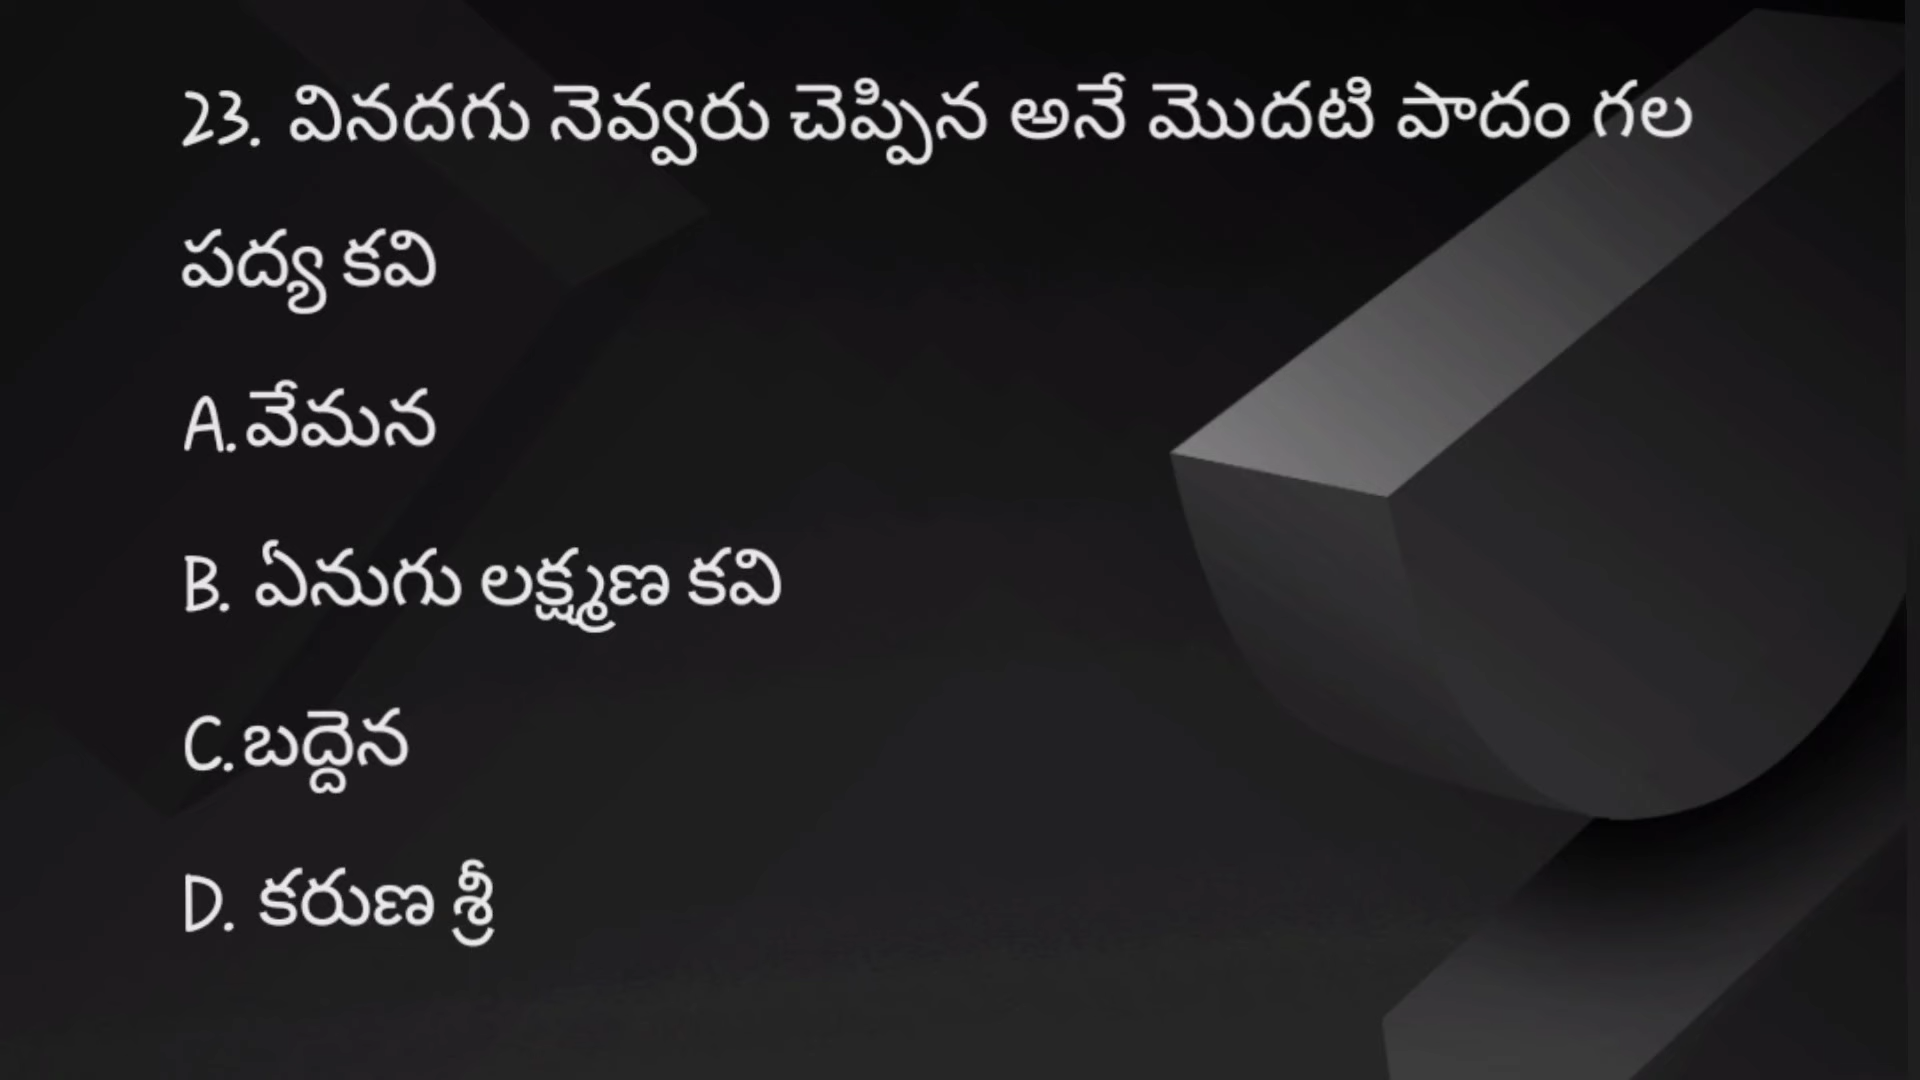 23. వినదగు నెవ్వరు చెప్పిన అనే మొదటి పాదం గల
పద్య కవి
A.వేమన
B. ఏనుగు లక్ష్మణ కవి
C.బద్దెన
D. కరుణ శ్రీ